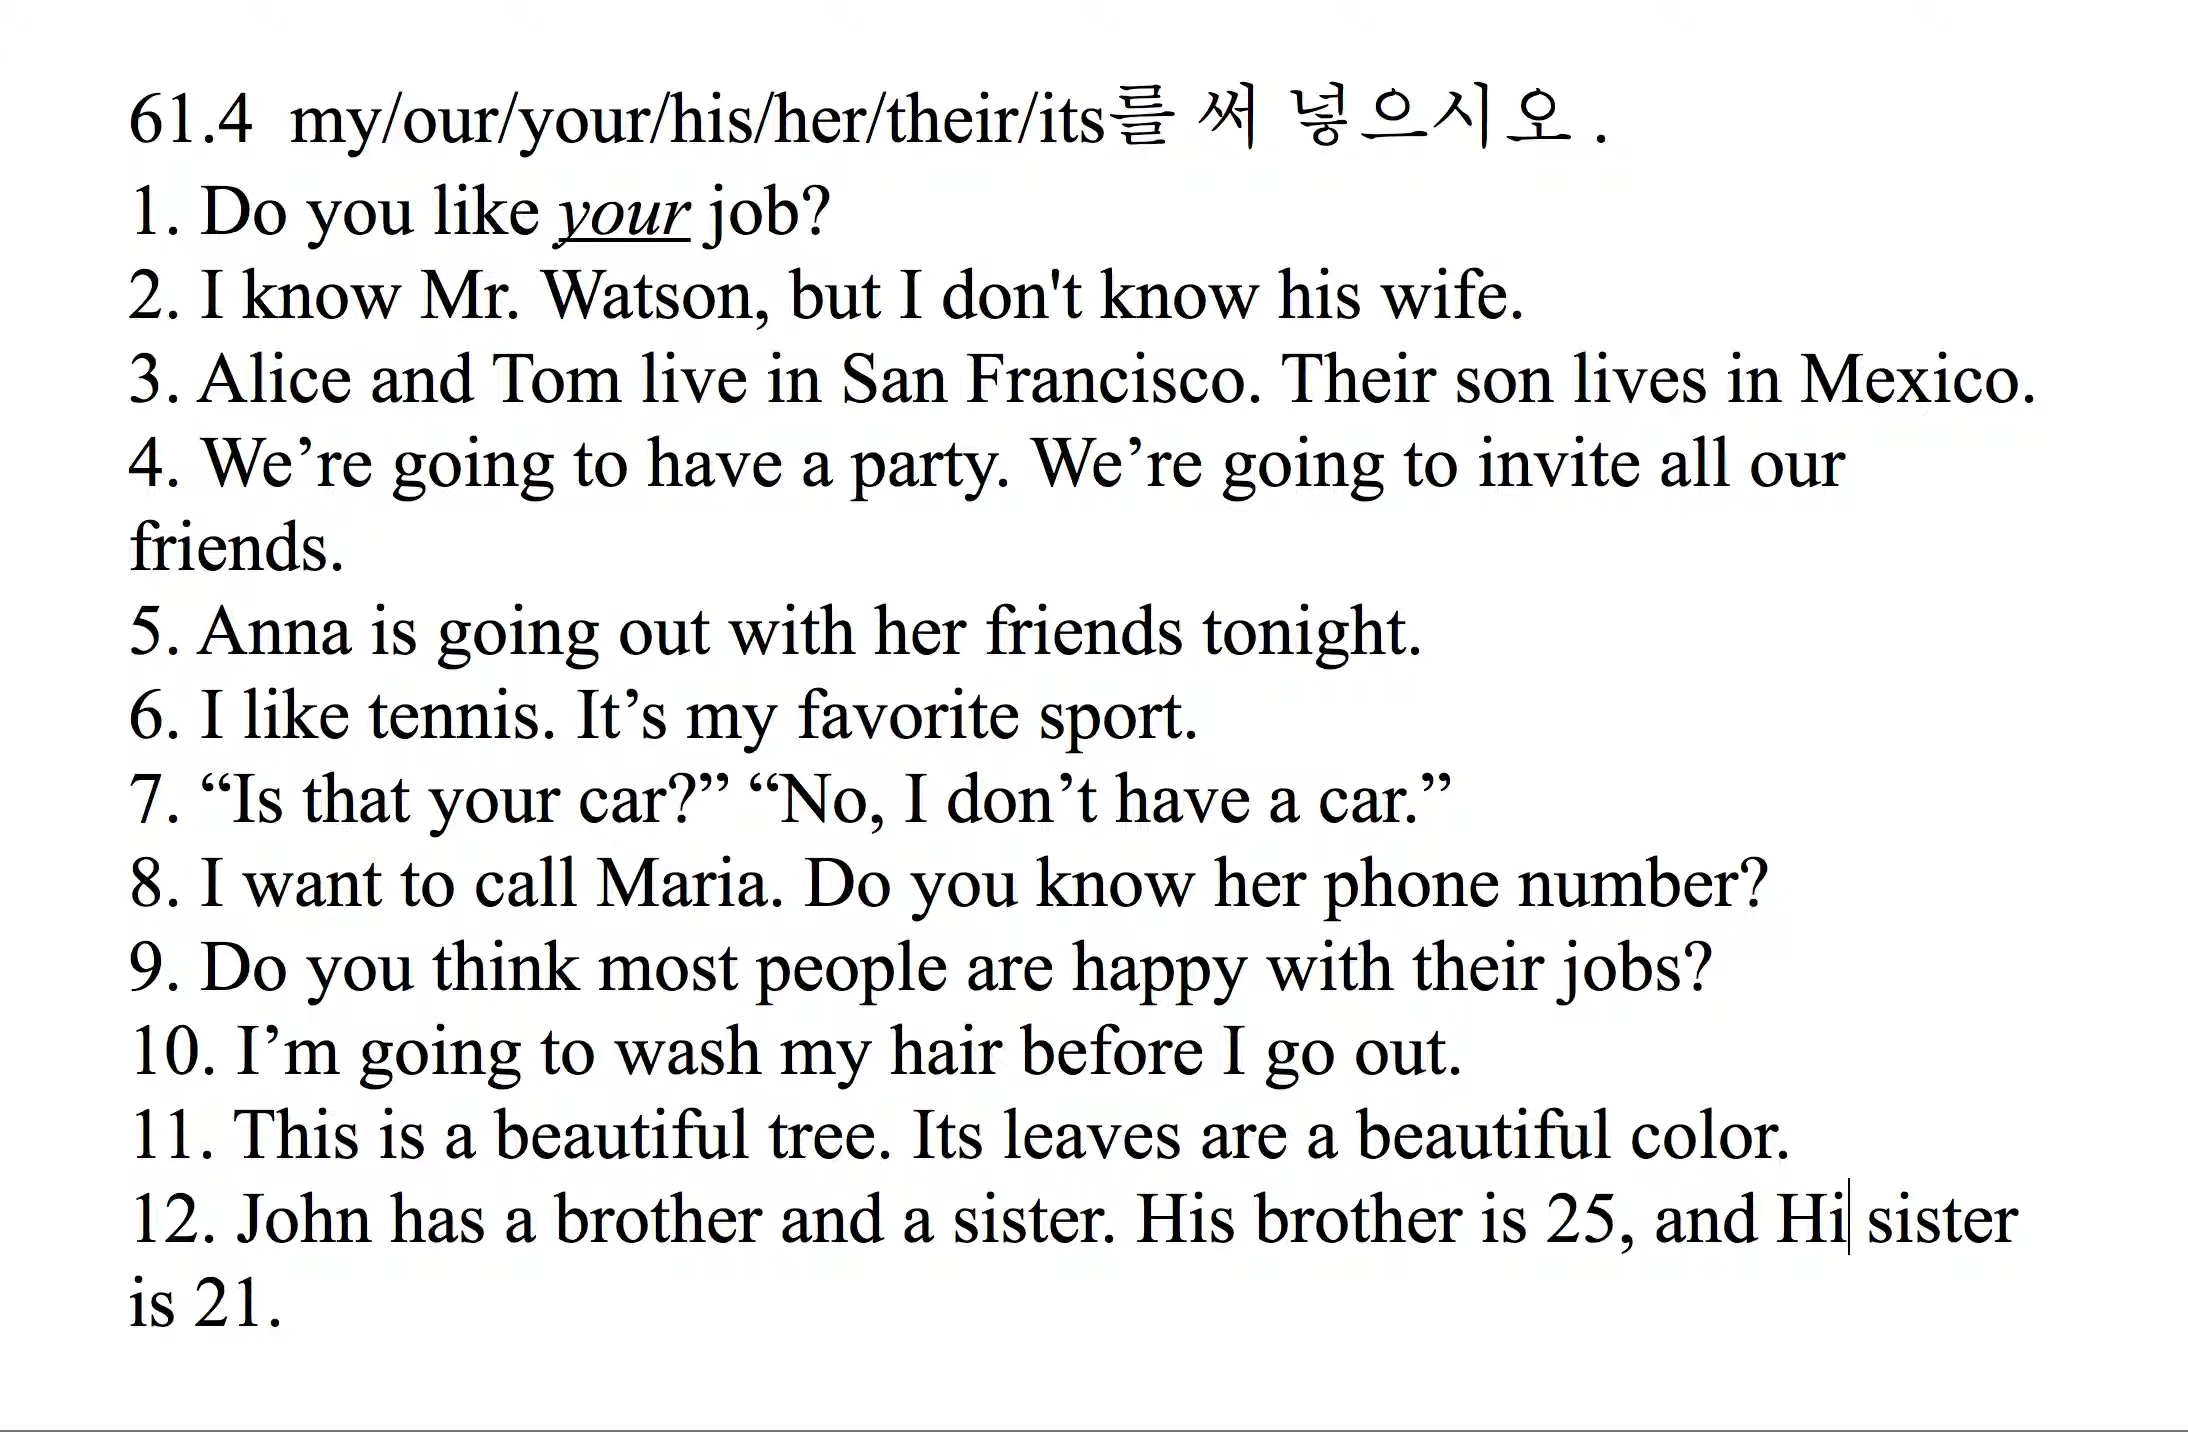 61.4 my/our/your/his/her/their/its를 써 넣으시오.
1. Do you like your job?
2. I know Mr. Watson, but I don't know his wife.
3. Alice and Tom live in San Francisco. Their son lives in Mexico.
4. We’re going to have a party. We’re going to invite all our
friends.
5. Anna is going out with her friends tonight.
6. I like tennis. It’s my favorite sport.
7. “Is that your car?” “No, I don’t have a car.”
8. I want to call Maria. Do you know her phone number?
9. Do you think most people are happy with their jobs?
10. I’m going to wash my hair before I go out.
11. This is a beautiful tree. Its leaves are a beautiful color.
12. John has a brother and a sister. His brother is 25, and Hi sister
is 21.